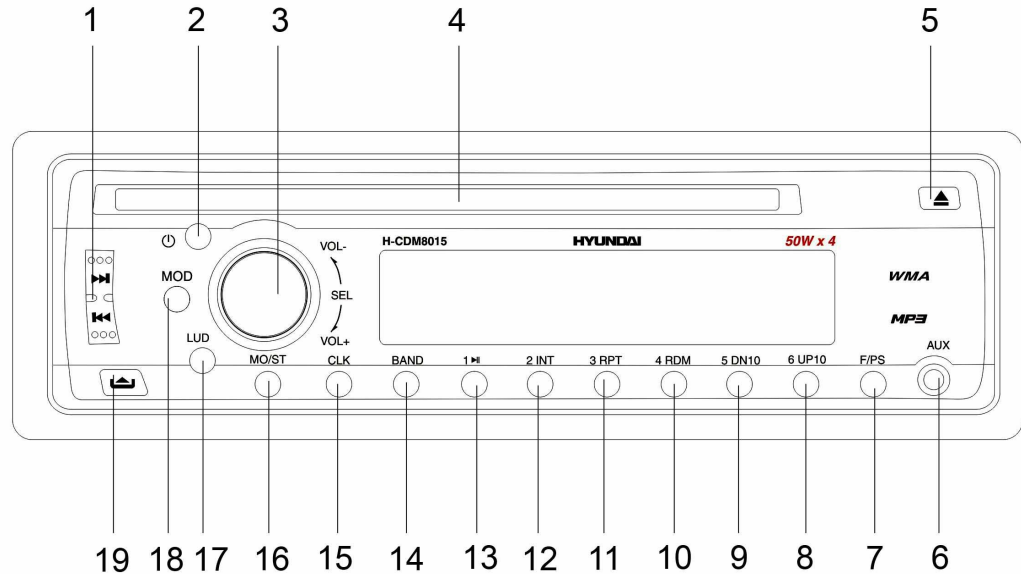 1 2 3 4 5
H-CDM8015 HYUNDAI 50W x 4
VOL-
MOD
SEL
WMA
LUD
VOL+
MP3
AUX
MO/ST CLK BAND 1 2 INT 3 RPT 4 RDM 5 DN10 6 UP10 F/PS
19 18 17 16 15 14 13 12 11 10 9 8 7 6